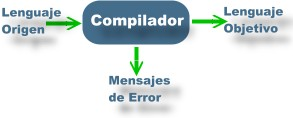 Lenguaje
Origen
Compilador
Lenguaje
Objetivo
Mensajes
de Error